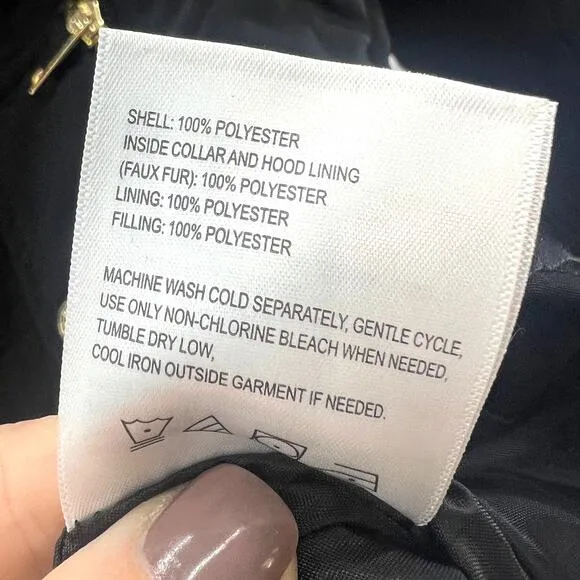 SHELL: 100% POLYESTER
INSIDE COLLAR AND HOOD LINING
(FAUX FUR): 100% POLYESTER
LINING: 100% POLYESTER
FILLING: 100% POLYESTER
MACHINE WASH COLD SEPARATELY, GENTLE CYCLE,
USE ONLY NON-CHLORINE BLEACH WHEN NEEDED,
TUMBLE DRY LOW,
COOL IRON OUTSIDE GARMENT IF NEEDED.